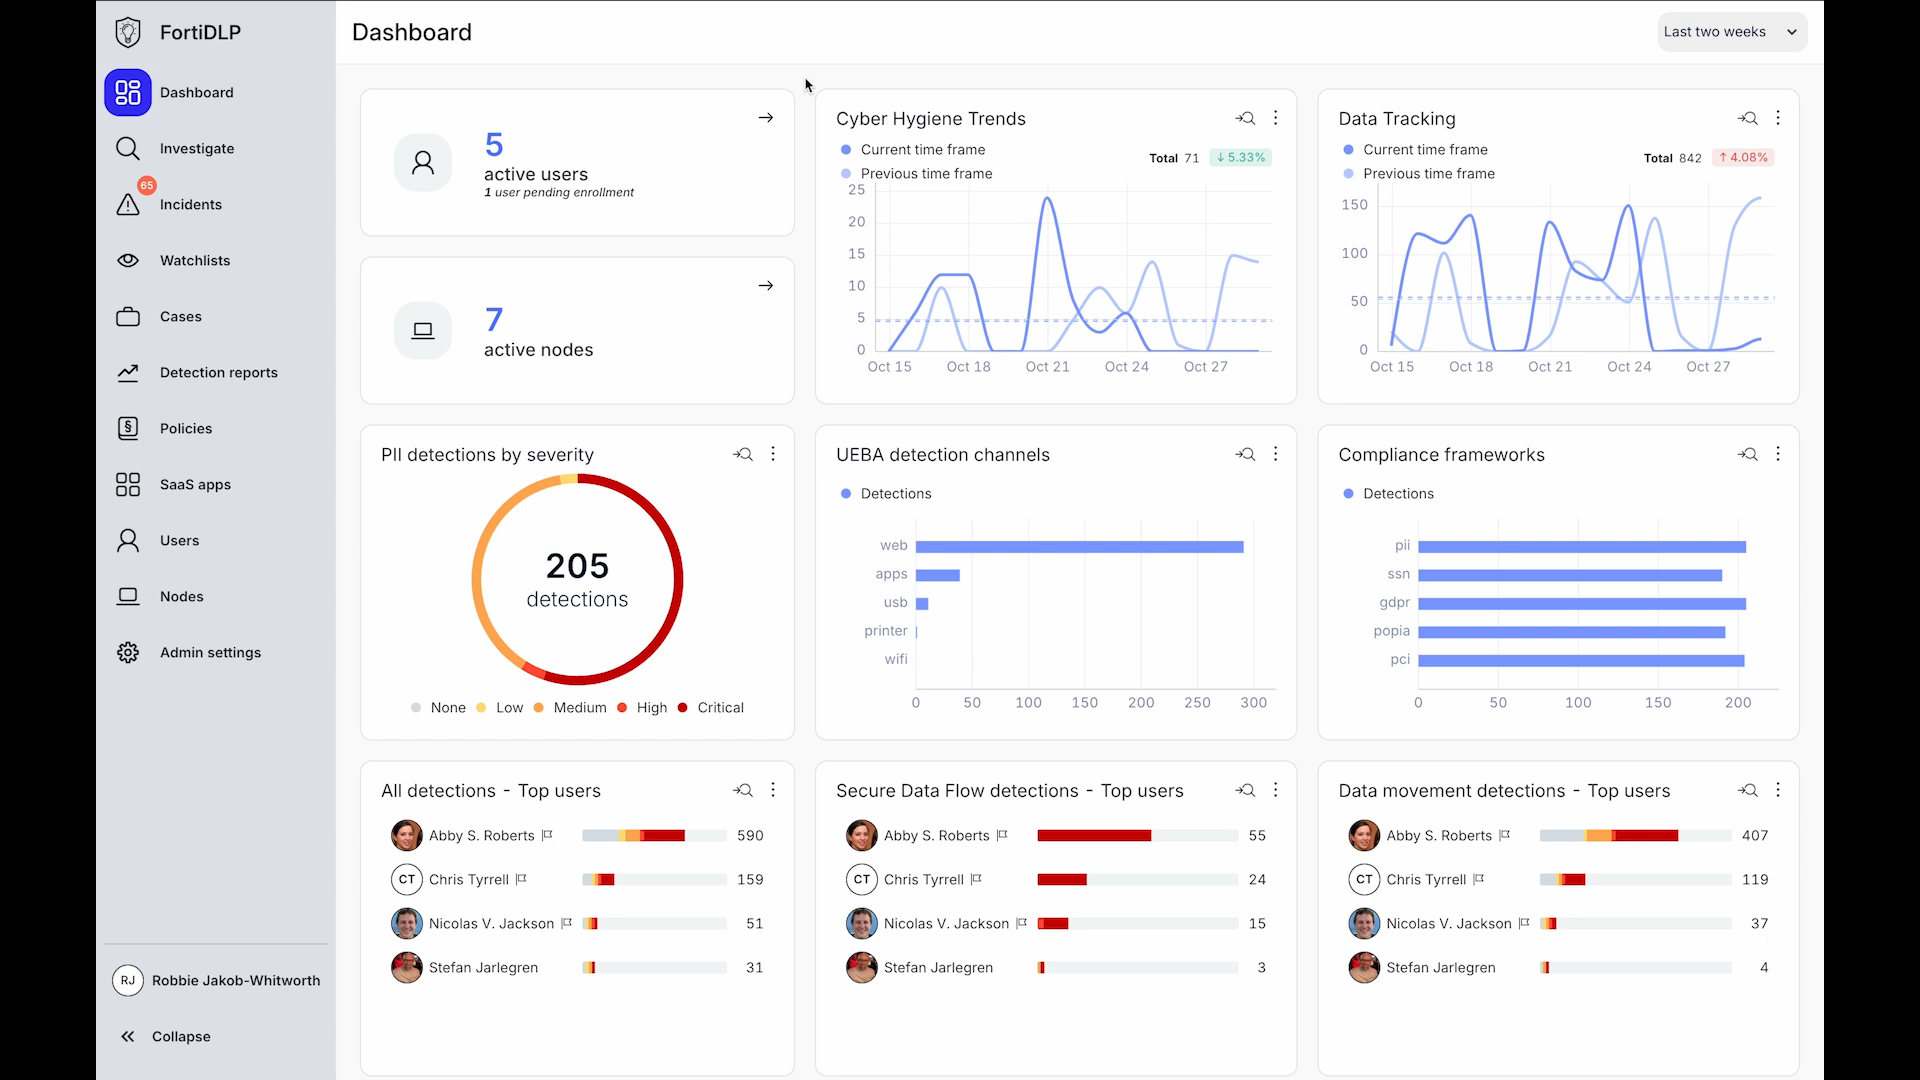 FortiDLP
Dashboard
Investigate
65
Incidents
Watchlists
Cases
Detection reports
Policies
SaaS apps
Users
Nodes
Admin settings
RJ Robbie Jakob-Whitworth
Collapse
Dashboard
Last two weeks
5
active users
1 user pending enrollment
7
active nodes
Cyber Hygiene Trends
Current time frame
Previous time frame
Total 71 ↓ 5.33%
25
20
15
10
5
0
Oct 15 Oct 18 Oct 21 Oct 24 Oct 27
Data Tracking
Current time frame
Previous time frame
Total 842 ↑ 4.08%
150
100
50
0
Oct 15 Oct 18 Oct 21 Oct 24 Oct 27
PII detections by severity
205
detections
None Low Medium High Critical
UEBA detection channels
Detections
web
apps
usb
printer
wifi
0 50 100 150 200 250 300
Compliance frameworks
Detections
pii
ssn
gdpr
popia
pci
0 50 100 150 200
All detections - Top users
Abby S. Roberts 590
CT Chris Tyrrell 159
Nicolas V. Jackson 51
Stefan Jarlegren 31
Secure Data Flow detections - Top users
Abby S. Roberts 55
CT Chris Tyrrell 24
Nicolas V. Jackson 15
Stefan Jarlegren 3
Data movement detections - Top users
Abby S. Roberts 407
CT Chris Tyrrell 119
Nicolas V. Jackson 37
Stefan Jarlegren 4